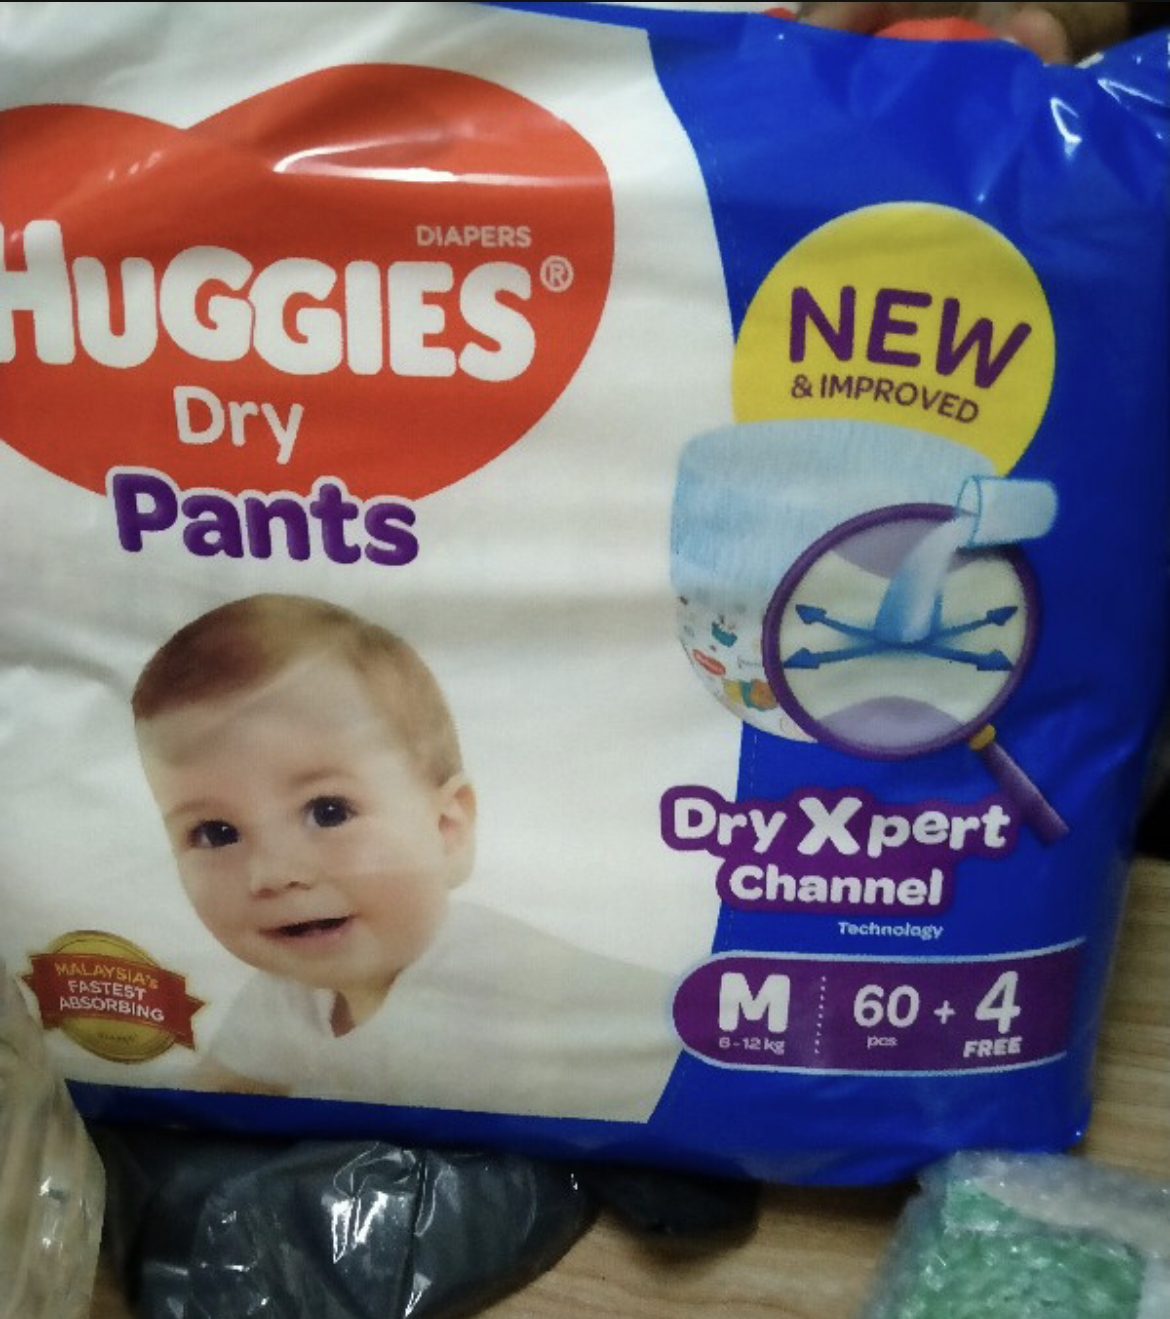 DIAPERS
HUGGIES®
Dry
Pants
NEW
& IMPROVED
Dry Xpert
Channel
Technology
MALAYSIA's
FASTEST
ABSORBING
M
6-12 kg
60
pcs
+ 4
FREE